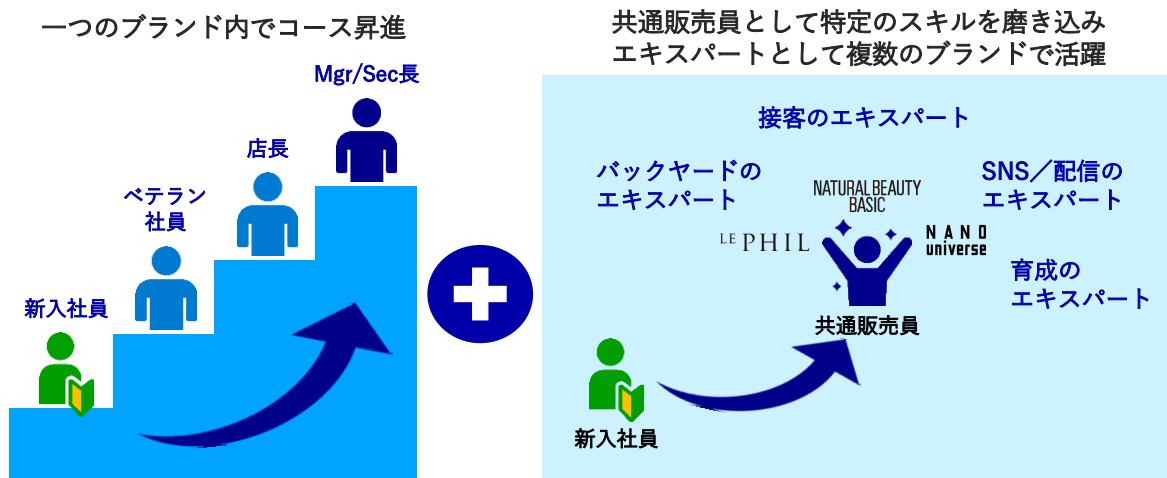 一つのブランド内でコース昇進
Mgr/Sec長
店長
ベテラン
社員
新入社員
共通販売員として特定のスキルを磨き込み
エキスパートとして複数のブランドで活躍
接客のエキスパート
バックヤードの
エキスパート
SNS／配信の
エキスパート
NATURAL BEAUTY
BASIC
LE PHIL
NANO
universe
育成の
エキスパート
共通販売員
新入社員